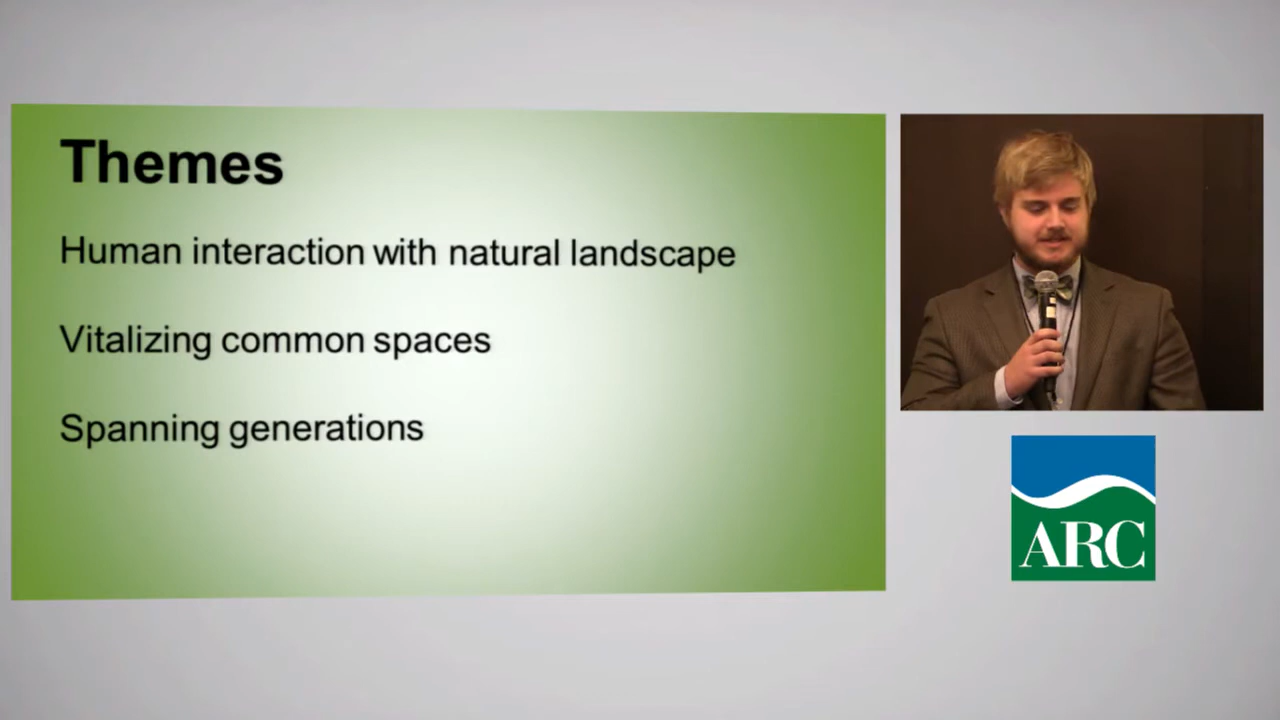 Themes
Human interaction with natural landscape
Vitalizing common spaces
Spanning generations
ARC